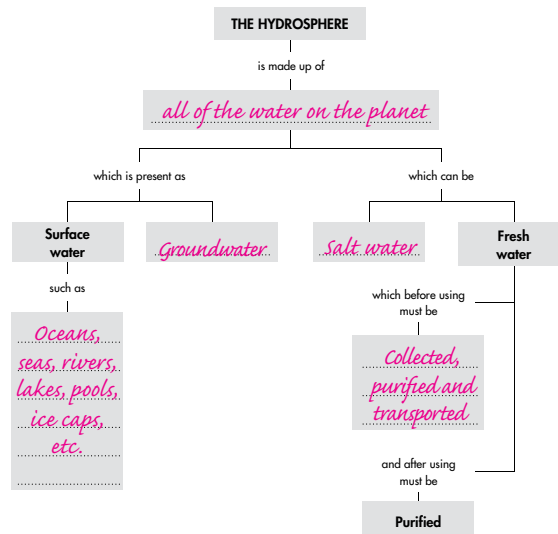 THE HYDROSPHERE
is made up of
all of the water on the planet
which is present as
which can be
Surface
water
Groundwater
Salt water
Fresh
water
such as
Oceans,
seas, rivers,
lakes, pools,
ice caps,
etc.
which before using
must be
Collected,
purified and
transported
and after using
must be
Purified